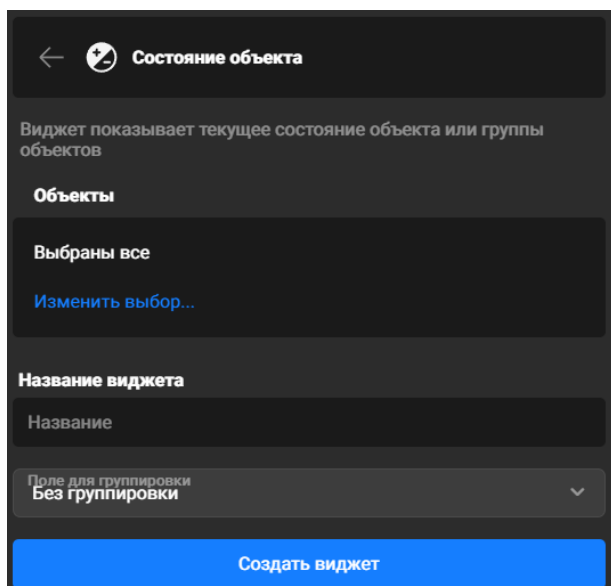 Состояние объекта
Виджет показывает текущее состояние объекта или группы
объектов
Объекты
Выбраны все
Изменить выбор...
Название виджета
Название
Поле для группировки
Без группировки
Создать виджет